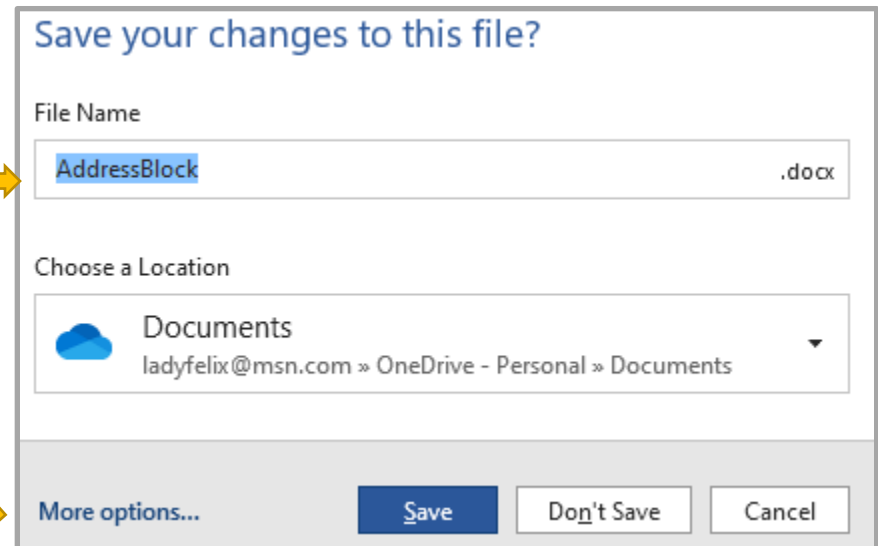 Save your changes to this file?
File Name
AddressBlock .docx
Choose a Location
Documents
ladyfelix@msn.com » OneDrive - Personal » Documents
More options... Save Don't Save Cancel